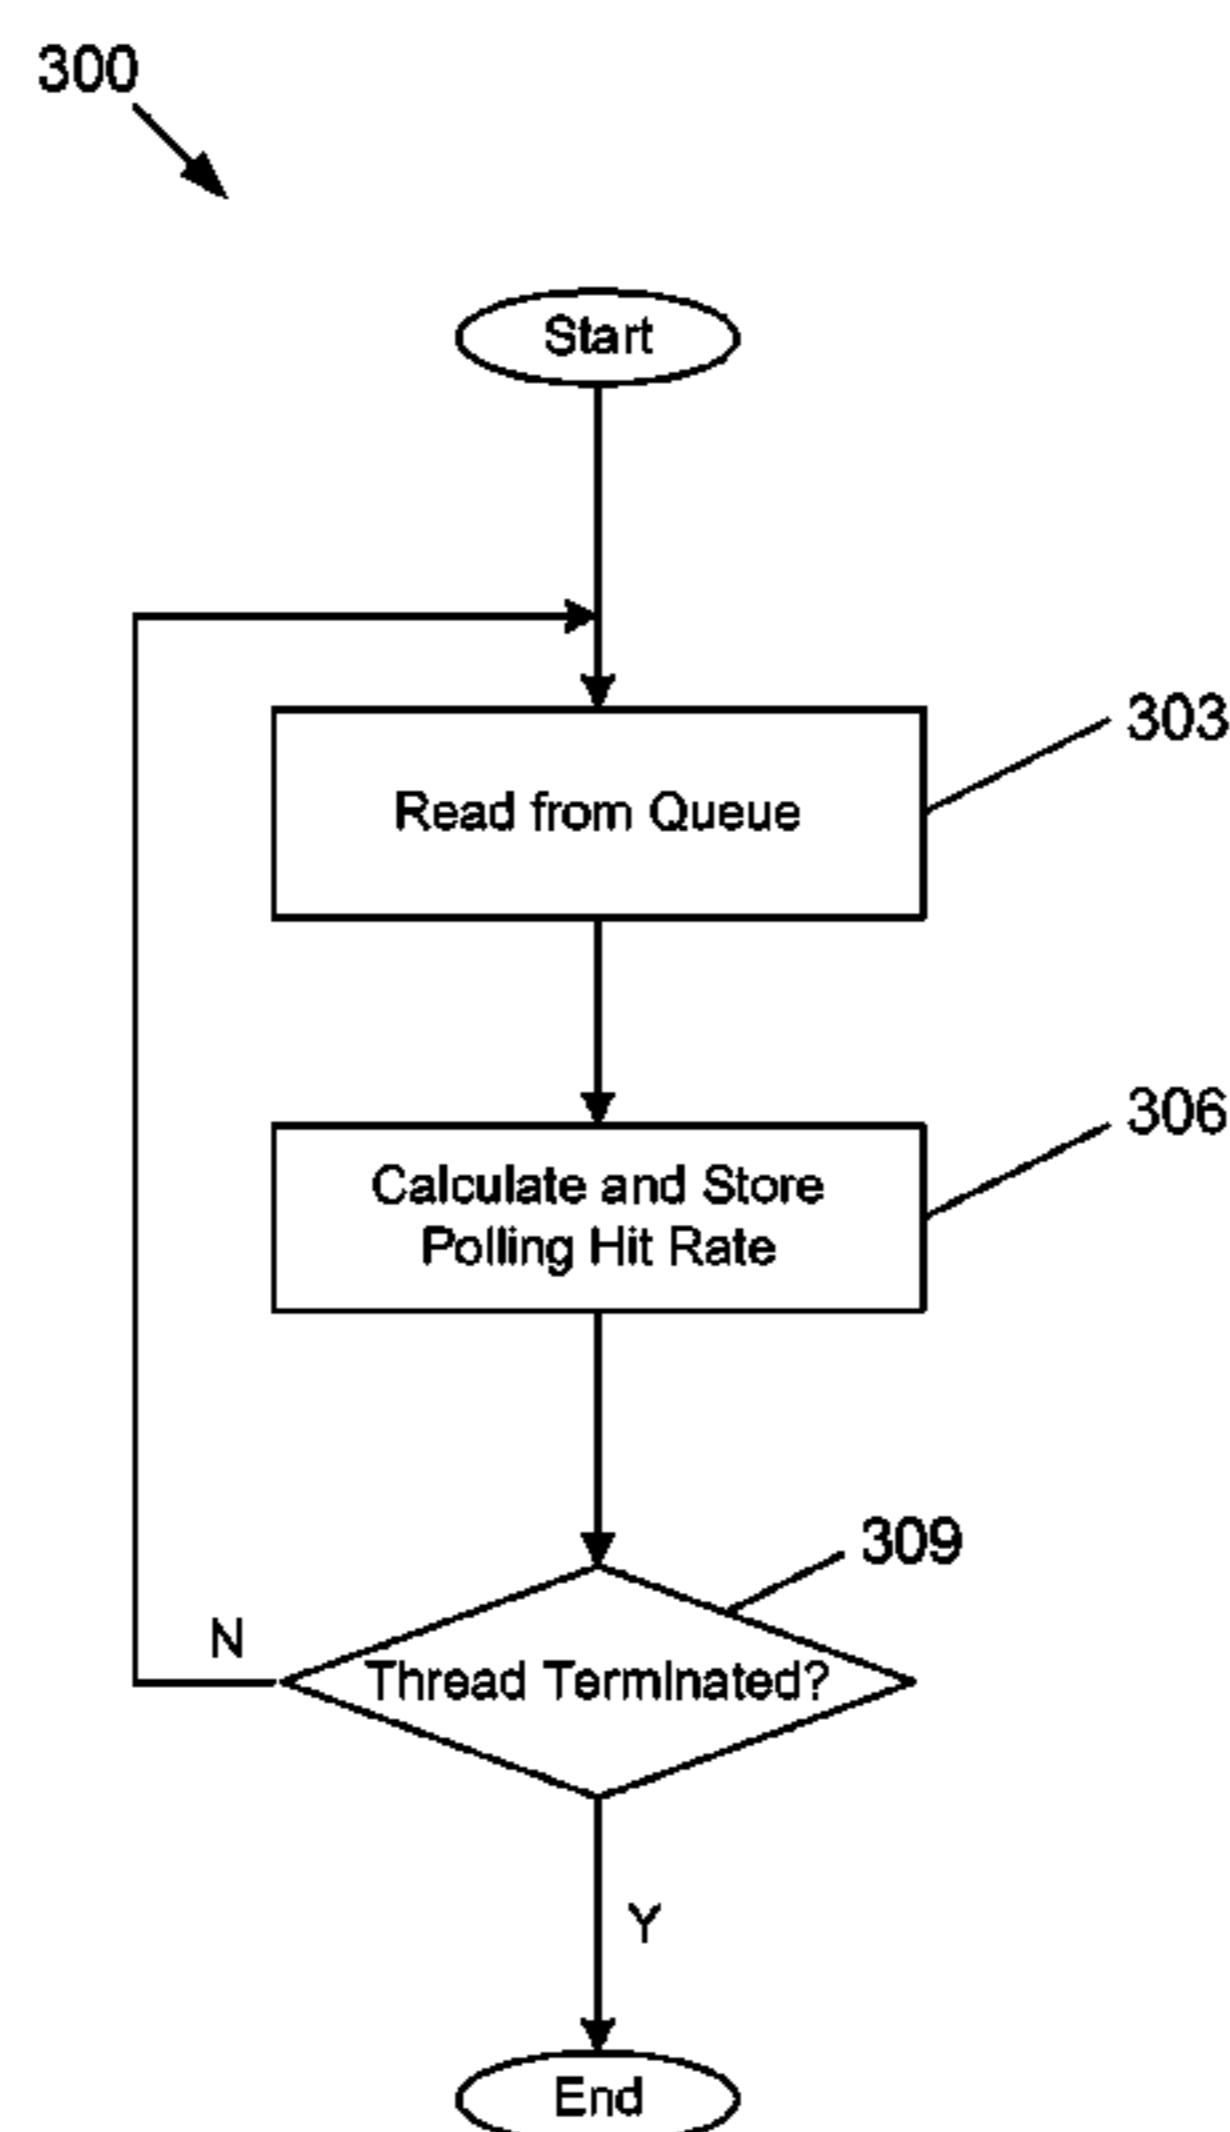 300
Start
303
Read from Queue
306
Calculate and Store
Polling Hit Rate
309
N
Thread Terminated?
Y
End